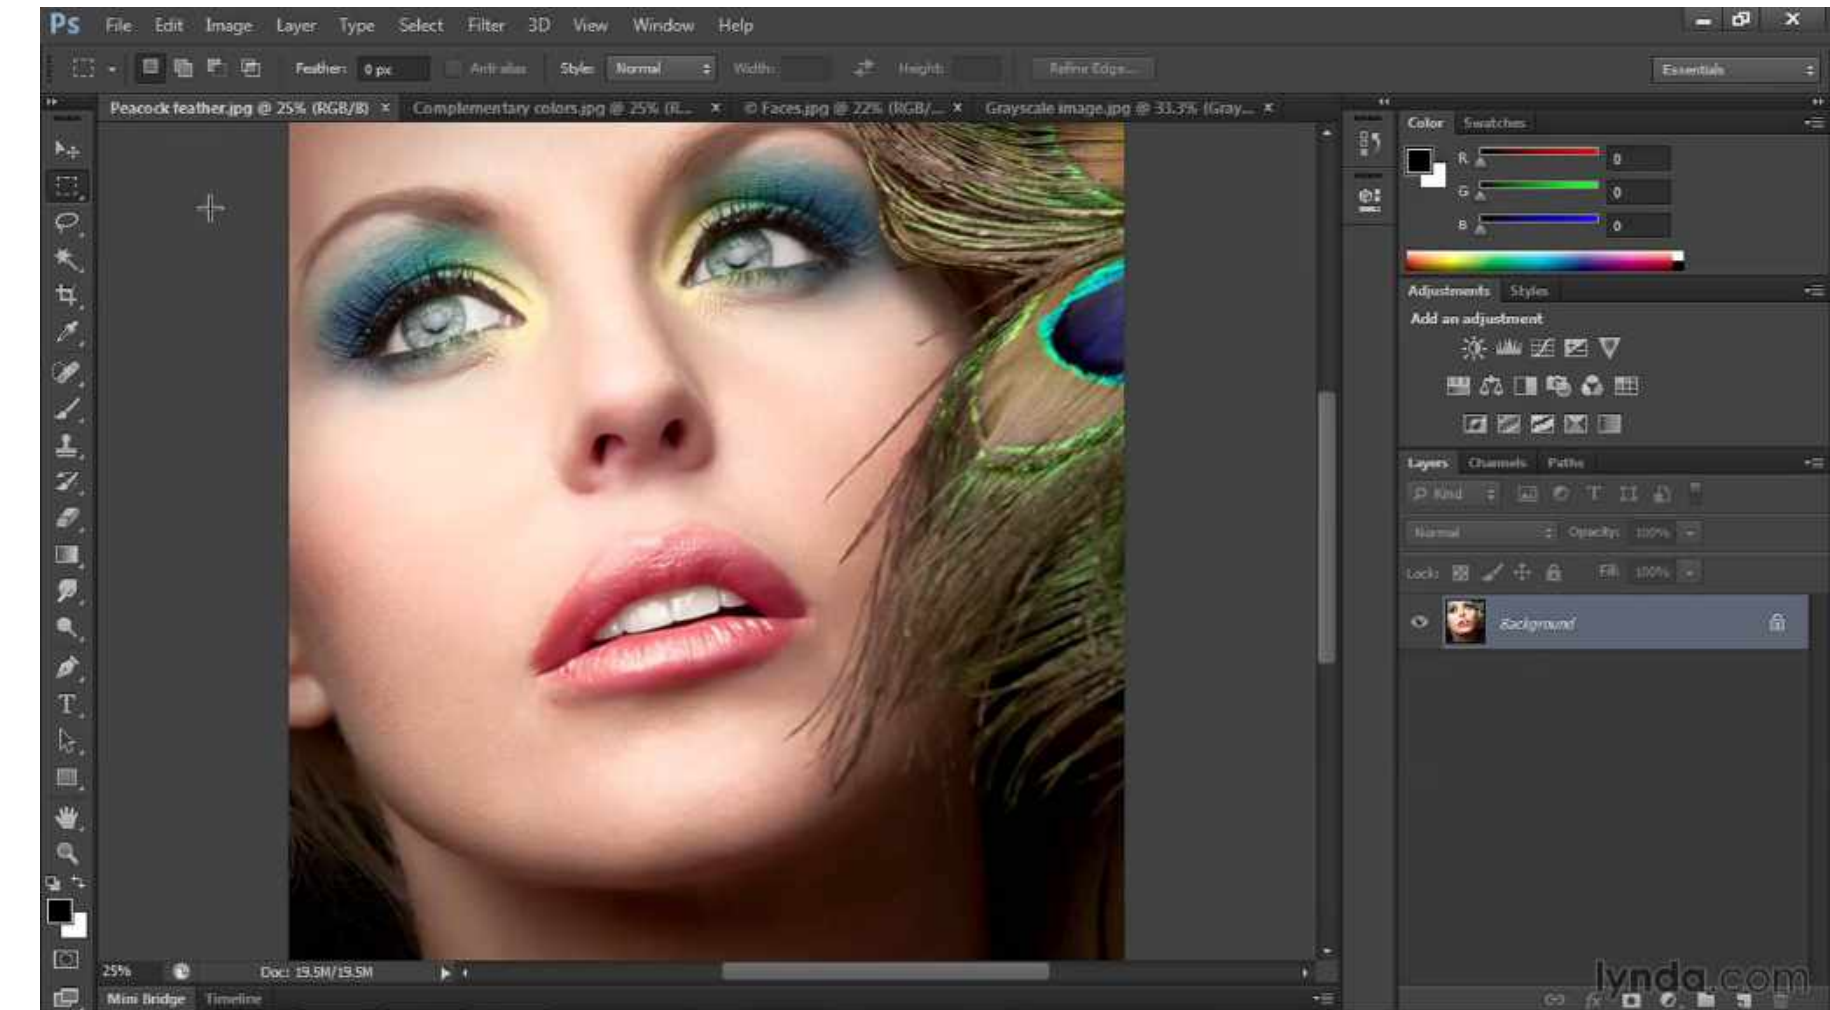 Ps File Edit Image Layer Type Select Filter 3D View Window Help
Feather: 0 px Anti-alias Style: Normal Width: Height: Refine Edge... Essentials
Peacock feather.jpg @ 25% (RGB/8) × Complementary colors.jpg @ 25% (R... × © Faces.jpg @ 22% (RGB/... × Grayscale image.jpg @ 33.3% (Gray... ×
Color Swatches
R 0
G 0
B 0
Adjustments Styles
Add an adjustment
Layers Channels Paths
Kind
Normal Opacity: 100%
Lock: Fill: 100%
Background
25% Doc: 19.5M/19.5M
Mini Bridge Timeline
lynda.com